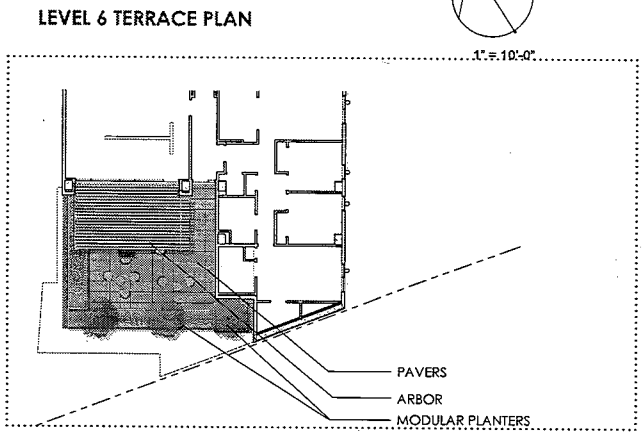 LEVEL 6 TERRACE PLAN
1" = 10'-0"
PAVERS
ARBOR
MODULAR PLANTERS